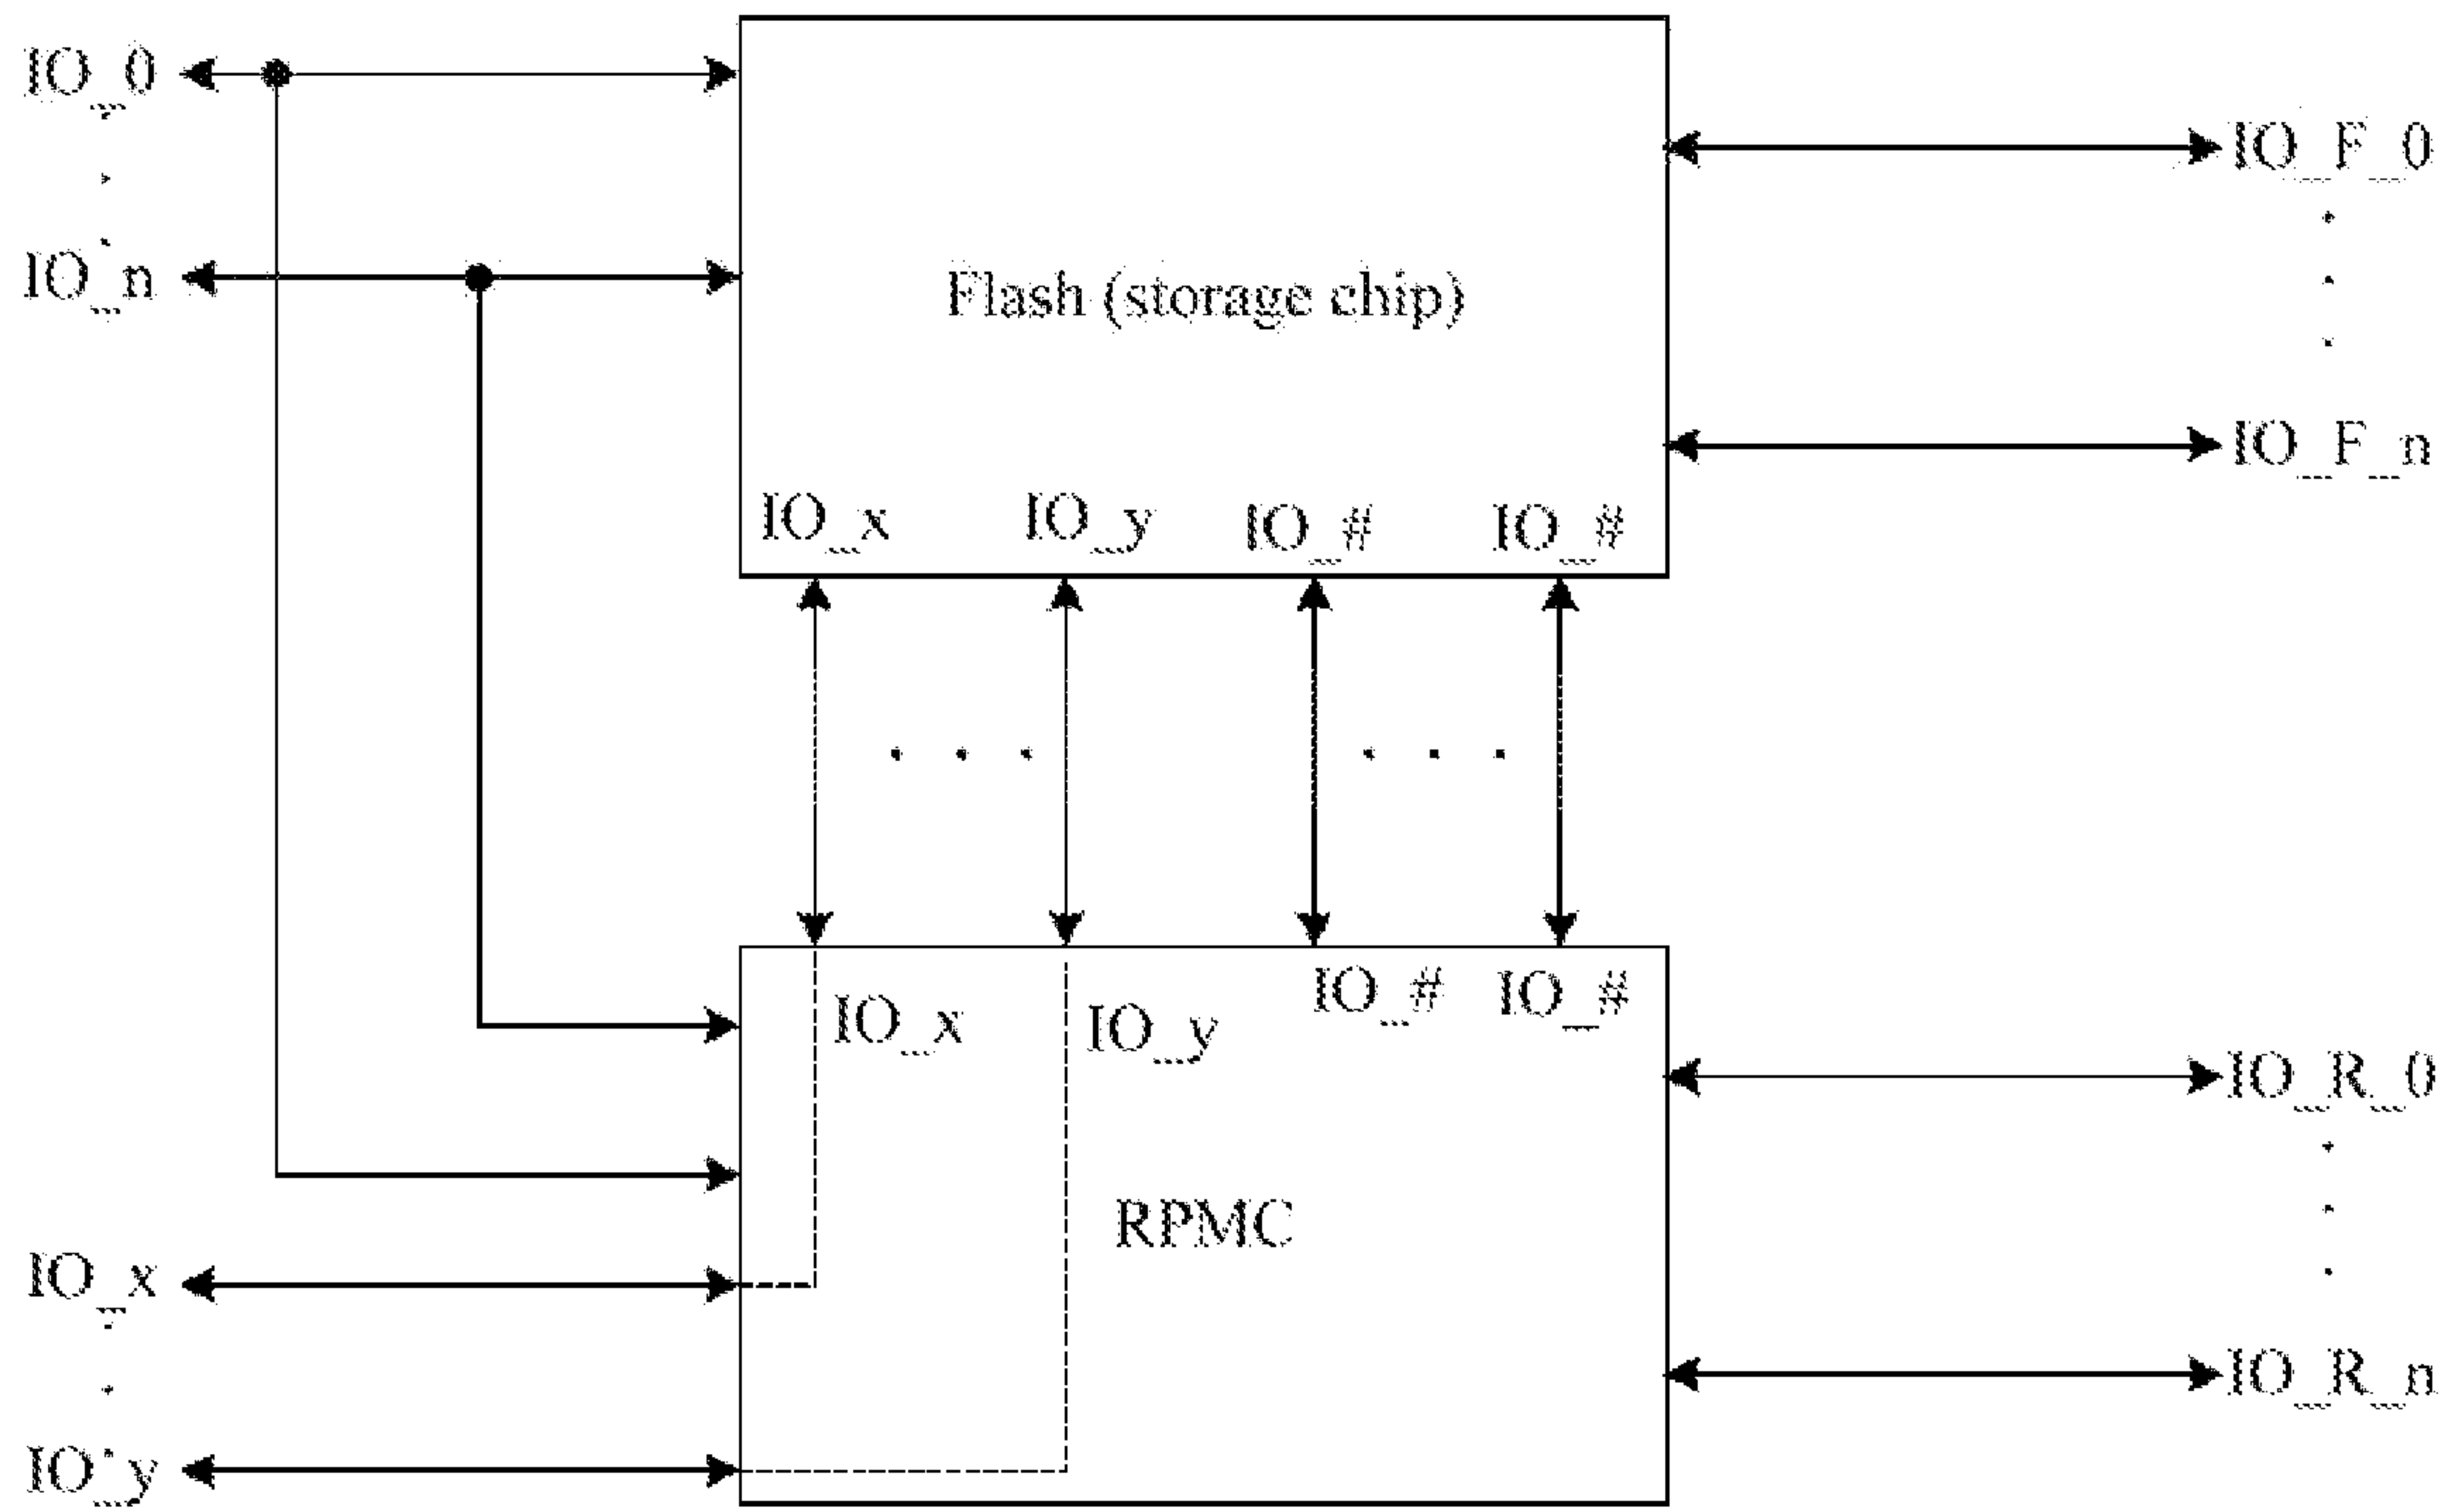 IO_0
IO_n
IO_F_0
IO_F_n
Flash (storage chip)
IO_x IO_y IO_# IO_#
IO_x IO_y IO_# IO_#
RPMC
IO_x
IO_y
IO_R_0
IO_R_n